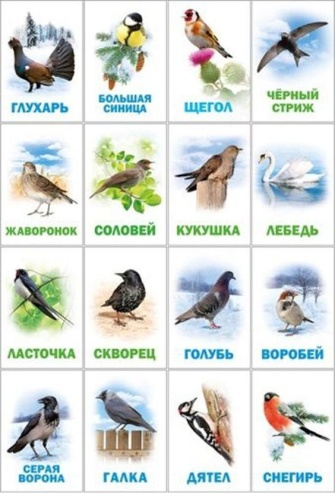 ГЛУХАРЬ
БОЛЬШАЯ
СИНИЦА
ЩЕГОЛ
ЧЁРНЫЙ
СТРИЖ
ЖАВОРОНОК
СОЛОВЕЙ
КУКУШКА
ЛЕБЕДЬ
ЛАСТОЧКА
СКВОРЕЦ
ГОЛУБЬ
ВОРОБЕЙ
СЕРАЯ
ВОРОНА
ГАЛКА
ДЯТЕЛ
СНЕГИРЬ